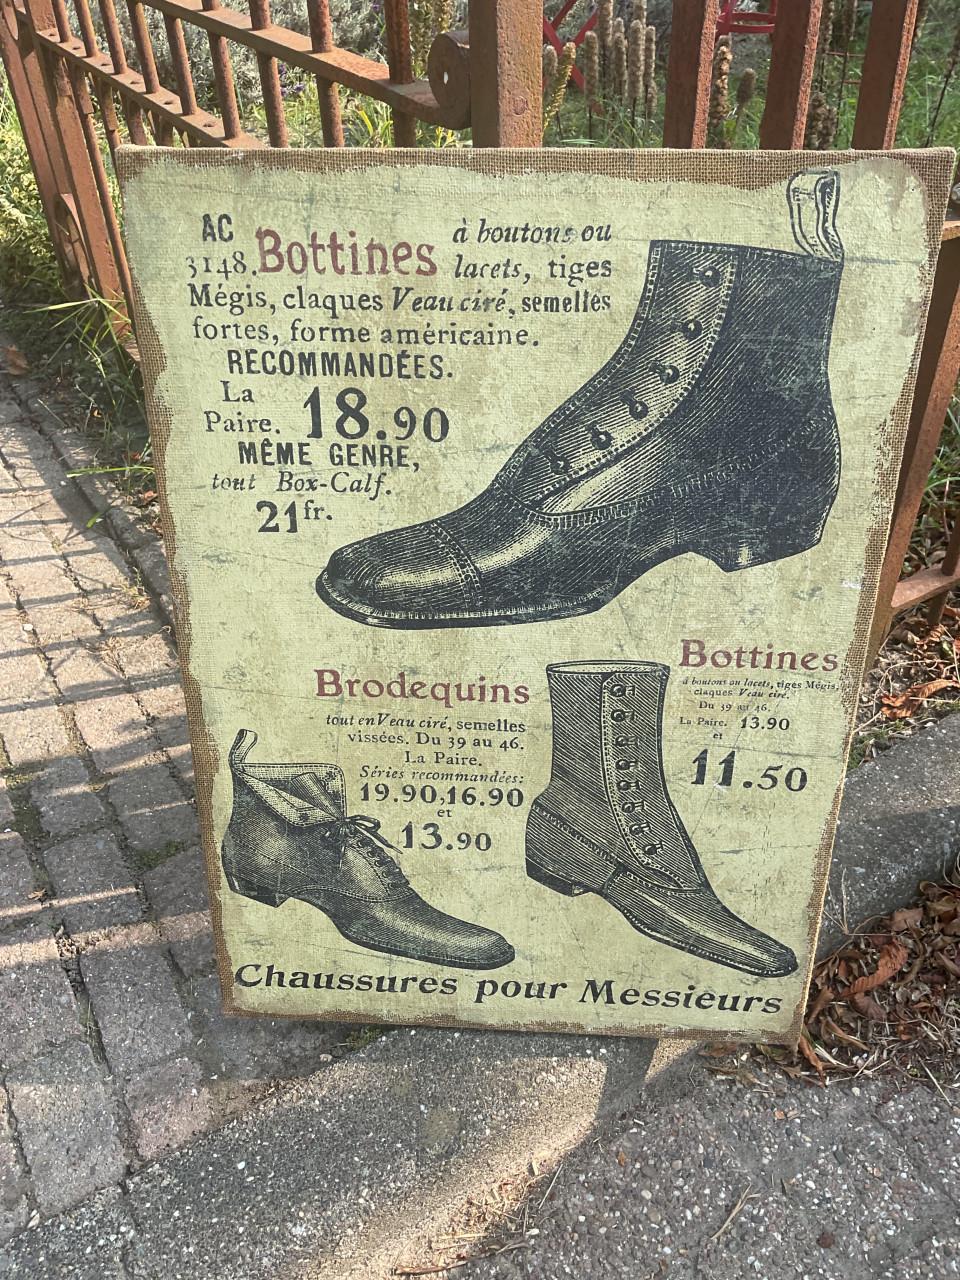 AC
3148. Bottines à boutons ou
lacets, tiges
Mégis, claques Veau ciré, semelles
fortes, forme américaine.
RECOMMANDÉES.
La
Paire. 18.90
MÊME GENRE,
tout Box-Calf.
21 fr.
Brodequins
tout en Veau ciré, semelles
vissées. Du 39 au 46.
La Paire.
Séries recommandées:
19.90, 16.90
et
13.90
Bottines
à boutons ou lacets, tiges Mégis,
claques Veau ciré.
Du 39 au 46.
La Paire. 13.90
et
11.50
Chaussures pour Messieurs